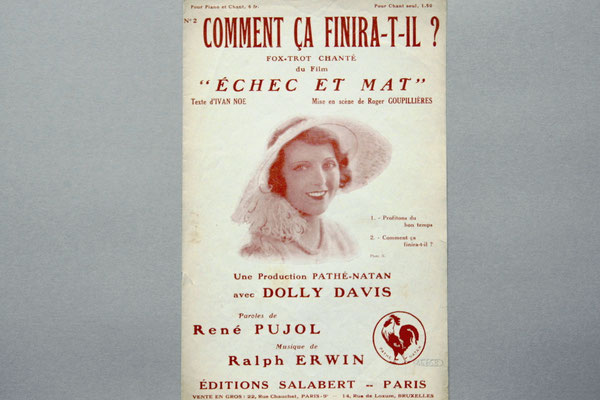 Pour Piano et Chant, 6 fr.
Pour Chant seul, 1.50
N° 2
COMMENT ÇA FINIRA-T-IL ?
FOX-TROT CHANTÉ
du Film
"ÉCHEC ET MAT"
Texte d'IVAN NOE
Mise en scène de Roger GOUPILLIÈRES
1. - Profitons du
bon temps
2. - Comment ça
finira-t-il ?
Une Production PATHÉ-NATAN
avec DOLLY DAVIS
Paroles de
René PUJOL
Musique de
Ralph ERWIN
PATHÉ NATAN
ÉDITIONS SALABERT -- PARIS
VENTE EN GROS : 22, Rue Chauchat, PARIS-9e - 14, Rue de Loxum, BRUXELLES